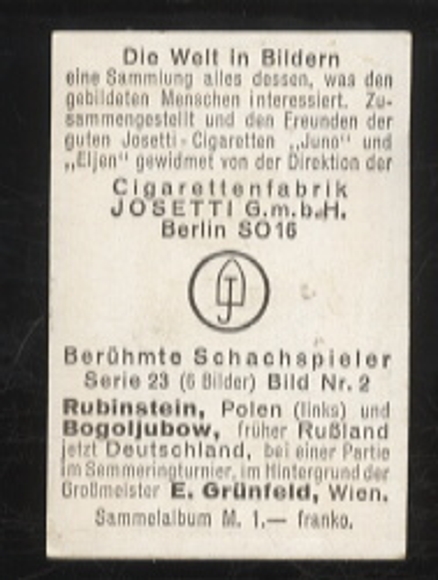 Die Welt in Bildern
eine Sammlung alles dessen, was den
gebildeten Menschen interessiert. Zu-
sammengestellt und den Freunden der
guten Josetti-Cigaretten „Juno“ und
„Eljen“ gewidmet von der Direktion der
Cigarettenfabrik
JOSETTI G.m.b.H.
Berlin SO16
Berühmte Schachspieler
Serie 23 (6 Bilder) Bild Nr. 2
Rubinstein, Polen (links) und
Bogoljubow, früher Rußland
jetzt Deutschland, bei einer Partie
im Semmeringturnier, im Hintergrund der
Großmeister E. Grünfeld, Wien.
Sammelalbum M. 1.— franko.